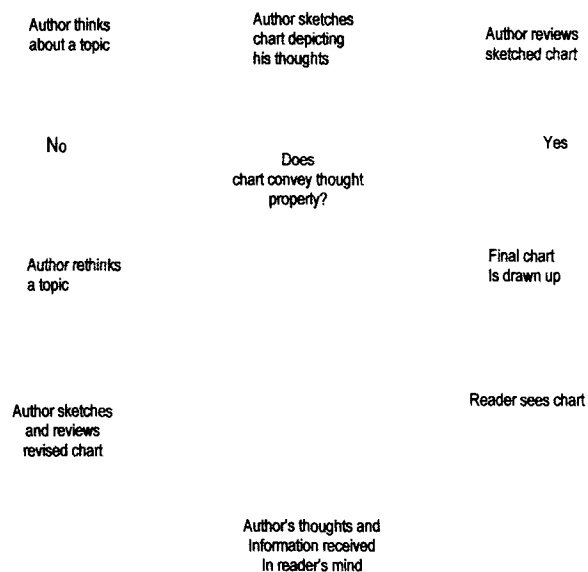 Author thinks
about a topic
Author sketches
chart depicting
his thoughts
Author reviews
sketched chart
No
Does
chart convey thought
property?
Yes
Author rethinks
a topic
Final chart
Is drawn up
Author sketches
and reviews
revised chart
Reader sees chart
Author's thoughts and
Information received
In reader's mind